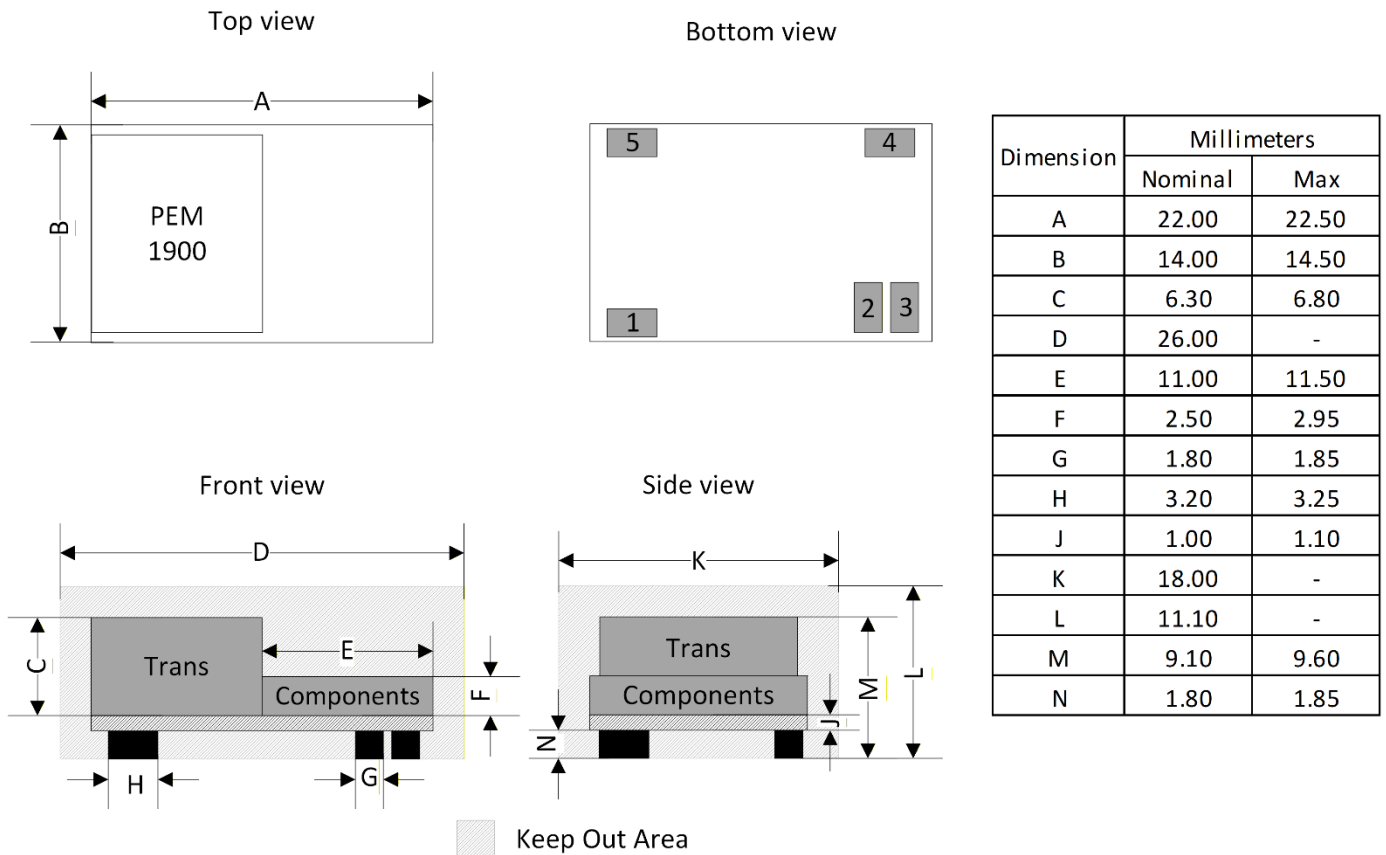 Top view
A
B
PEM
1900
Bottom view
5
4
1
2
3
Front view
D
C
Trans
E
Components
F
H
G
Side view
K
Trans
Components
M
L
J
N
Keep Out Area
Dimension Millimeters
Nominal Max
A 22.00 22.50
B 14.00 14.50
C 6.30 6.80
D 26.00 -
E 11.00 11.50
F 2.50 2.95
G 1.80 1.85
H 3.20 3.25
J 1.00 1.10
K 18.00 -
L 11.10 -
M 9.10 9.60
N 1.80 1.85